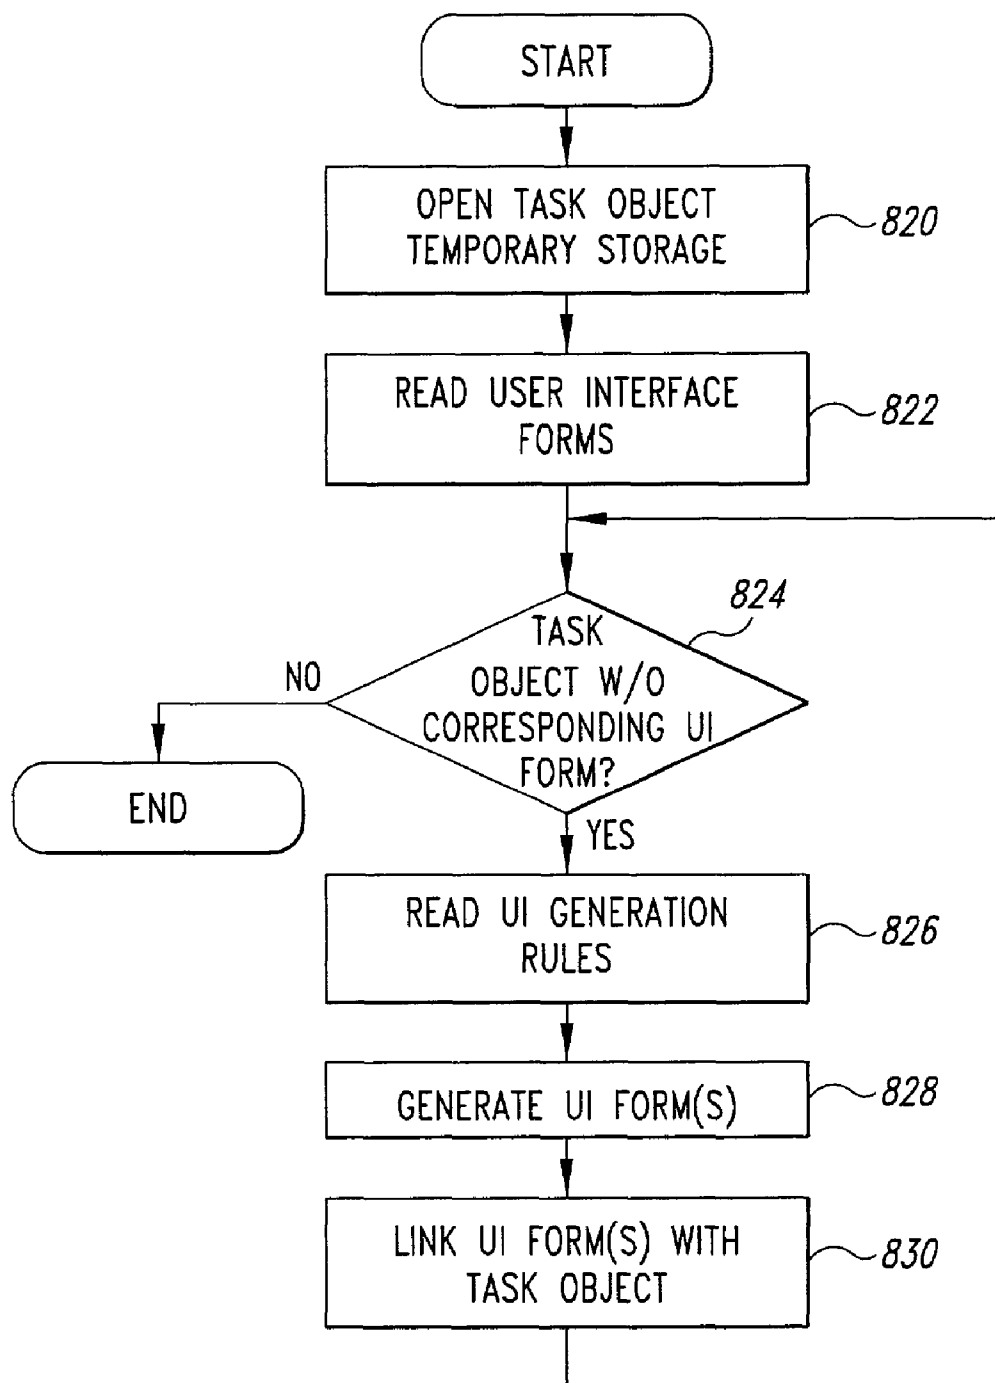 START
OPEN TASK OBJECT
TEMPORARY STORAGE
820
READ USER INTERFACE
FORMS
822
824
TASK
OBJECT W/O
CORRESPONDING UI
FORM?
NO
END
YES
READ UI GENERATION
RULES
826
GENERATE UI FORM(S)
828
LINK UI FORM(S) WITH
TASK OBJECT
830